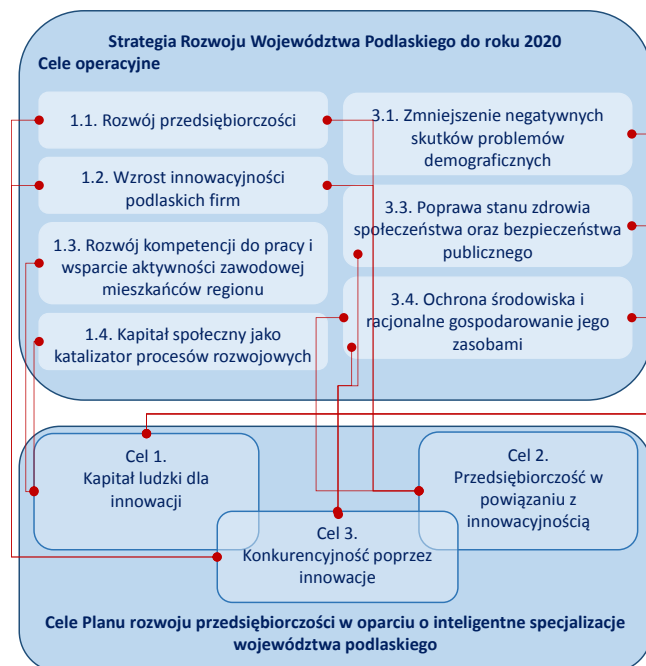 Strategia Rozwoju Województwa Podlaskiego do roku 2020
Cele operacyjne
1.1. Rozwój przedsiębiorczości
1.2. Wzrost innowacyjności
podlaskich firm
1.3. Rozwój kompetencji do pracy i
wsparcie aktywności zawodowej
mieszkańców regionu
1.4. Kapitał społeczny jako
katalizator procesów rozwojowych
3.1. Zmniejszenie negatywnych
skutków problemów
demograficznych
3.3. Poprawa stanu zdrowia
społeczeństwa oraz bezpieczeństwa
publicznego
3.4. Ochrona środowiska i
racjonalne gospodarowanie jego
zasobami
Cel 1.
Kapitał ludzki dla
innowacji
Cel 2.
Przedsiębiorczość w
powiązaniu z
innowacyjnością
Cel 3.
Konkurencyjność poprzez
innowacje
Cele Planu rozwoju przedsiębiorczości w oparciu o inteligentne specjalizacje
województwa podlaskiego